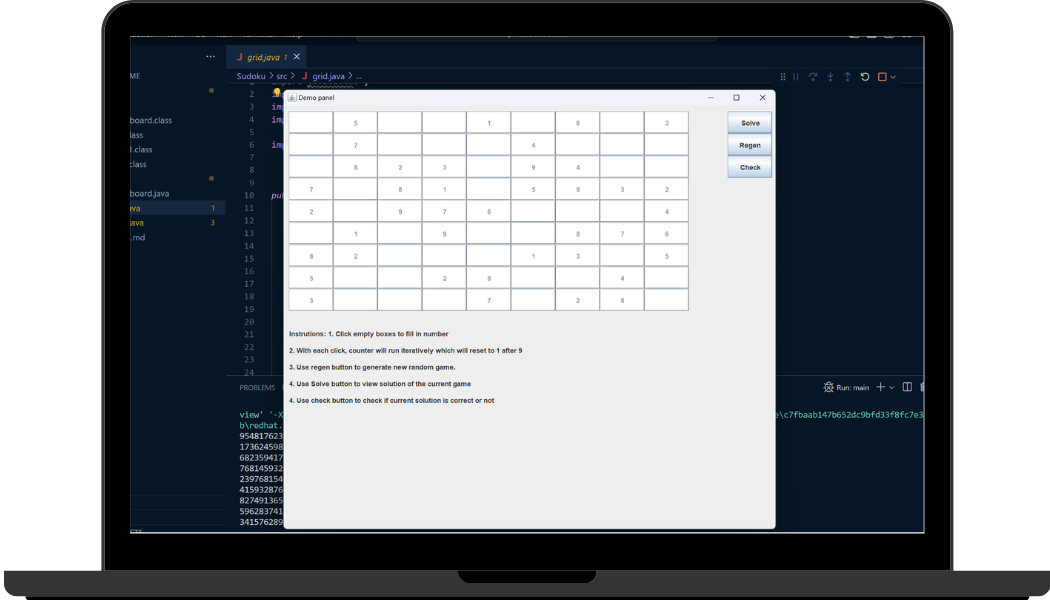 grid.java 1
ME
Sudoku > src > J grid.java > ...
Demo panel
2
3 im
4 im
5
6 im
7
8
9
10 pu
11
12
13
14
15
16
17
18
19
20
21
22
23
24
board.class
lass
.class
class
board.java
ava 1
ava 3
.md
5 1 6 3
7 4
8 2 3 9 4
7 8 1 5 9 3 2
2 9 7 6 4
1 9 8 7 6
8 2 1 3 5
5 2 8 4
3 7 2 8
Solve
Regen
Check
Instrutions: 1. Click empty boxes to fill in number
2. With each click, counter will run iteratively which will reset to 1 after 9
3. Use regen button to generate new random game.
4. Use Solve button to view solution of the current game
4. Use check button to check if current solution is correct or not
PROBLEMS
Run: main
view' '-X
e\c7fbaab147b652dc9bfd33f8fc7e3
b\redhat.
954817623
173624598
682359417
768145932
239768154
415932876
827491365
596283741
341576289